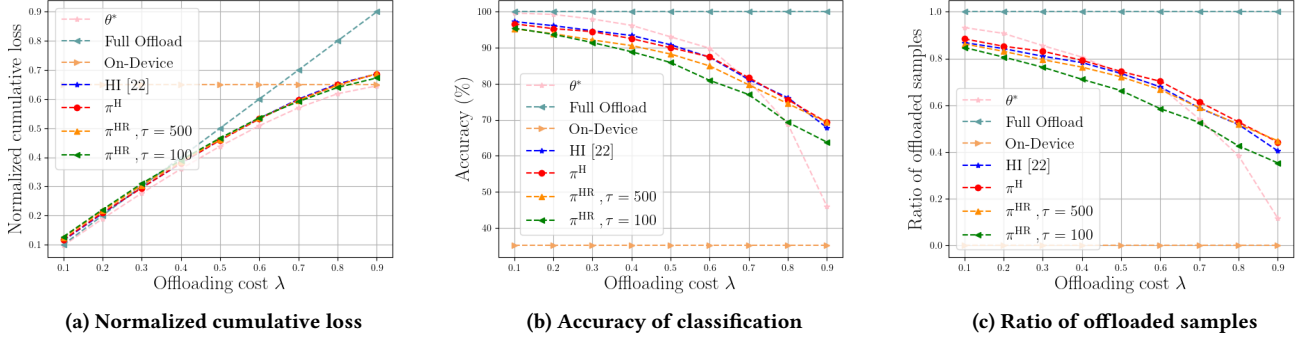 Normalized cumulative loss
0.9
0.8
0.7
0.6
0.5
0.4
0.3
0.2
0.1
θ*
Full Offload
On-Device
HI [22]
π^H
π^HR , τ = 500
π^HR , τ = 100
0.1 0.2 0.3 0.4 0.5 0.6 0.7 0.8 0.9
Offloading cost λ
(a) Normalized cumulative loss
Accuracy (%)
100
90
80
70
60
50
40
θ*
Full Offload
On-Device
HI [22]
π^H
π^HR , τ = 500
π^HR , τ = 100
0.1 0.2 0.3 0.4 0.5 0.6 0.7 0.8 0.9
Offloading cost λ
(b) Accuracy of classification
Ratio of offloaded samples
1.0
0.8
0.6
0.4
0.2
0.0
θ*
Full Offload
On-Device
HI [22]
π^H
π^HR , τ = 500
π^HR , τ = 100
0.1 0.2 0.3 0.4 0.5 0.6 0.7 0.8 0.9
Offloading cost λ
(c) Ratio of offloaded samples